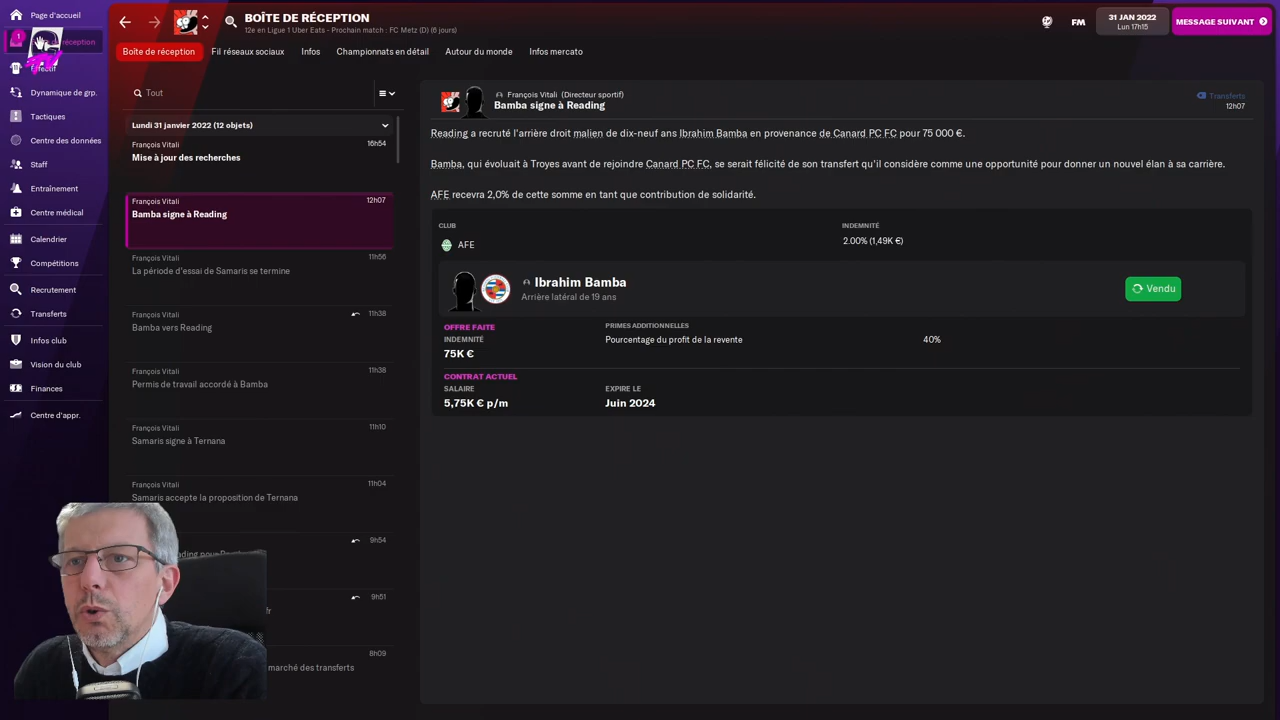 Page d'accueil
1
réception
Effectif
Dynamique de grp.
Tactiques
Centre des données
Staff
Entraînement
Centre médical
Calendrier
Compétitions
Recrutement
Transferts
Infos club
Vision du club
Finances
Centre d'appr.
BOÎTE DE RÉCEPTION
12e en Ligue 1 Uber Eats - Prochain match : FC Metz (D) (6 jours)
FM
31 JAN 2022
Lun 17h15
MESSAGE SUIVANT
Boîte de réception
Fil réseaux sociaux
Infos
Championnats en détail
Autour du monde
Infos mercato
Tout
Lundi 31 janvier 2022 (12 objets)
François Vitali 16h54
Mise à jour des recherches
François Vitali 12h07
Bamba signe à Reading
François Vitali 11h56
La période d'essai de Samaris se termine
François Vitali 11h38
Bamba vers Reading
François Vitali 11h38
Permis de travail accordé à Bamba
François Vitali 11h10
Samaris signe à Ternana
François Vitali 11h04
Samaris accepte la proposition de Ternana
9h54
9h51
8h09
marché des transferts
François Vitali (Directeur sportif)
Bamba signe à Reading
Transferts
12h07
Reading a recruté l'arrière droit malien de dix-neuf ans Ibrahim Bamba en provenance de Canard PC FC pour 75 000 €.
Bamba, qui évoluait à Troyes avant de rejoindre Canard PC FC, se serait félicité de son transfert qu'il considère comme une opportunité pour donner un nouvel élan à sa carrière.
AFE recevra 2,0% de cette somme en tant que contribution de solidarité.
CLUB
INDEMNITÉ
AFE
2.00% (1,49K €)
Ibrahim Bamba
Arrière latéral de 19 ans
Vendu
OFFRE FAITE
PRIMES ADDITIONNELLES
INDEMNITÉ
Pourcentage du profit de la revente
40%
75K €
CONTRAT ACTUEL
SALAIRE
EXPIRE LE
5,75K € p/m
Juin 2024